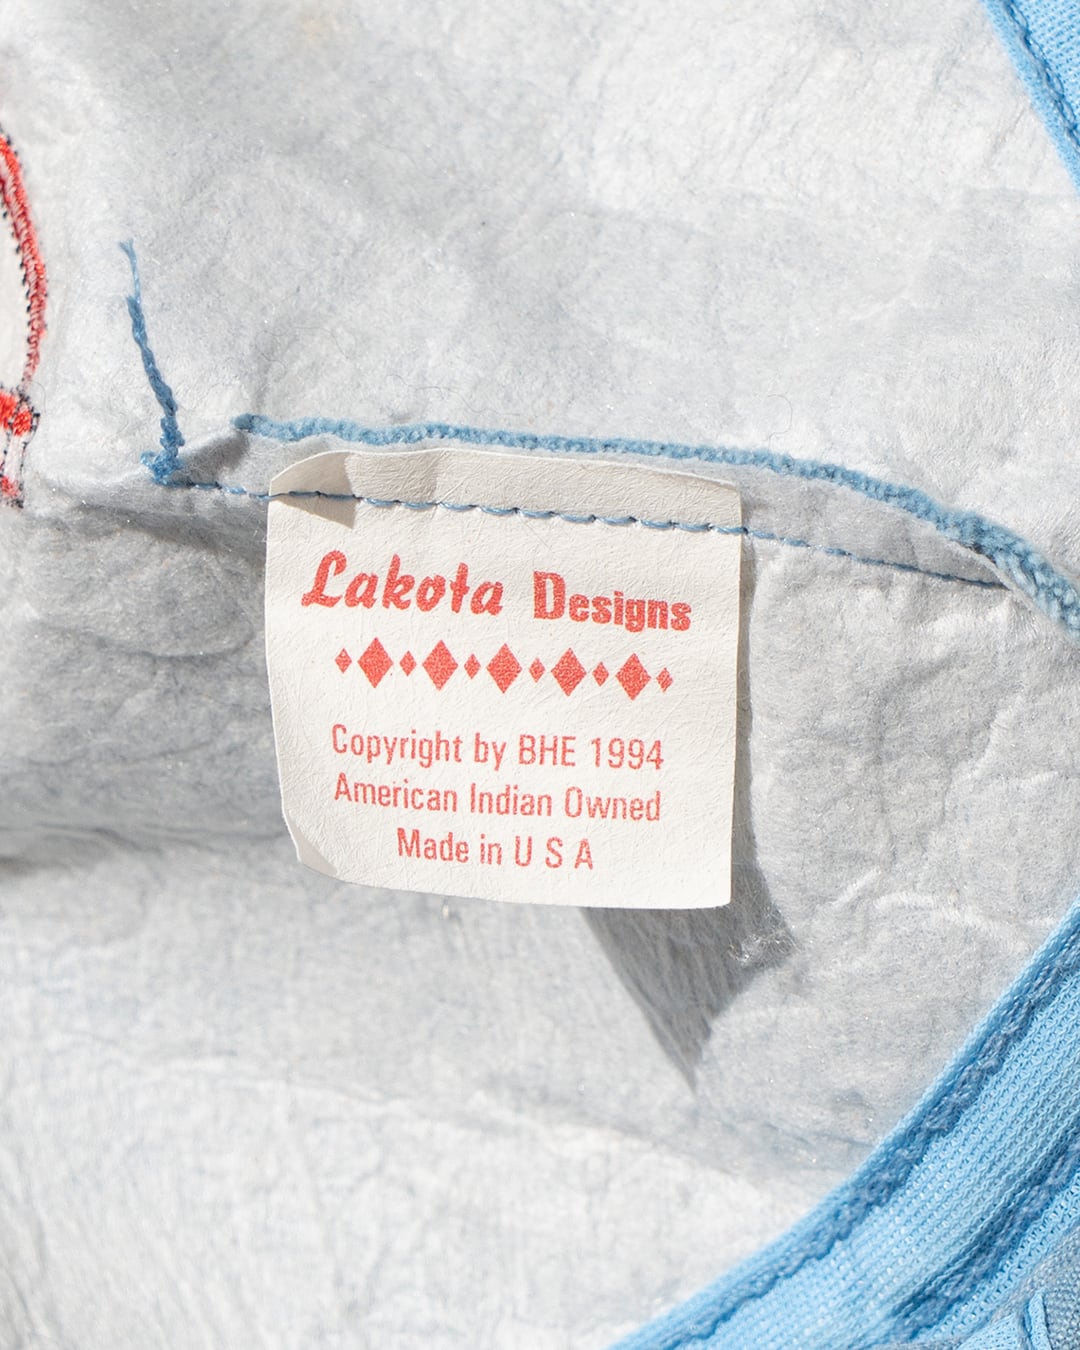 Lakota Designs
Copyright by BHE 1994
American Indian Owned
Made in U S A